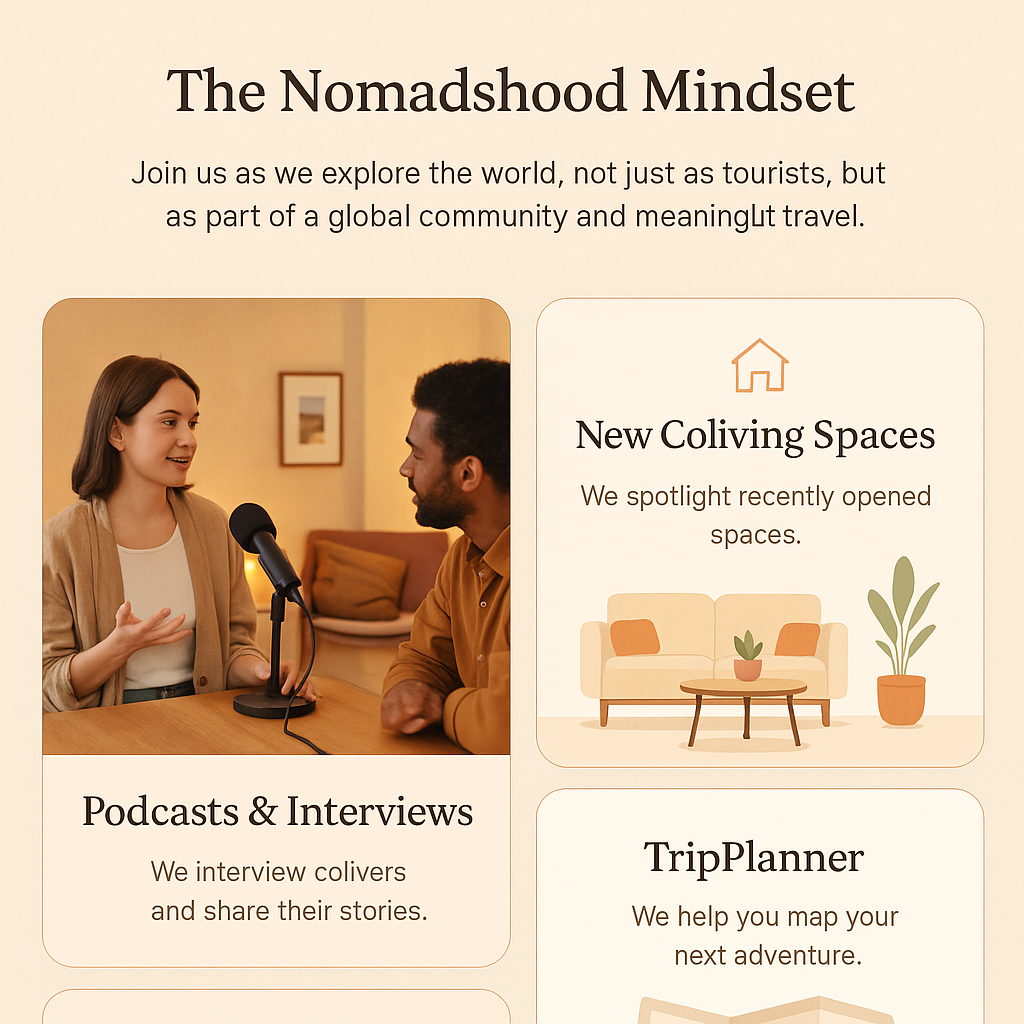 The Nomadshood Mindset
Join us as we explore the world, not just as tourists, but
as part of a global community and travel.
New Coliving Spaces
We spotlight recently opened
spaces.
Podcasts & Interviews
We interview colivers
and share their stories.
TripPlanner
We help you map your
next adventure.